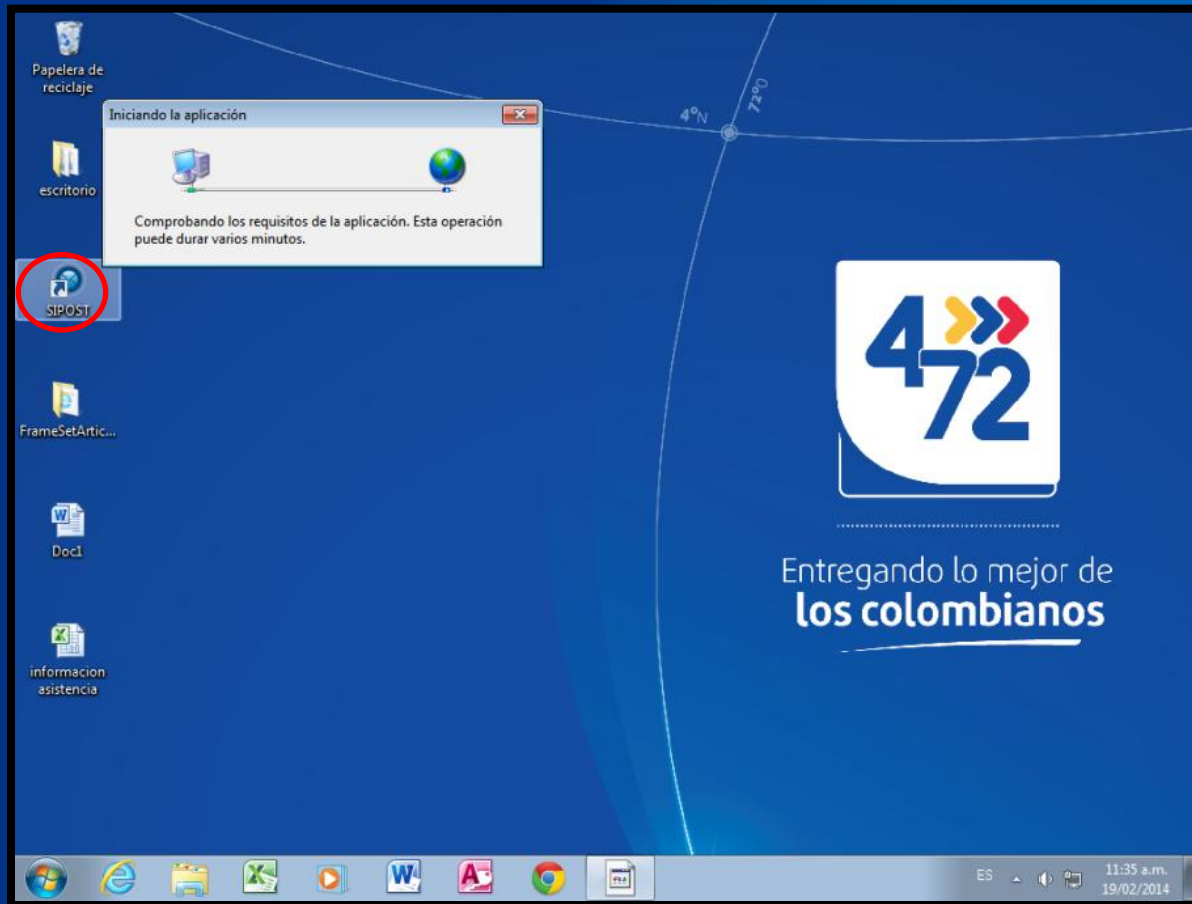 Papelera de
reciclaje
Iniciando la aplicación
Comprobando los requisitos de la aplicación. Esta operación
puede durar varios minutos.
escritorio
SIPOST
FrameSetArtic...
Doc1
informacion
asistencia
4°N
72°O
4
72
Entregando lo mejor de
los colombianos
ES
11:35 a.m.
19/02/2014